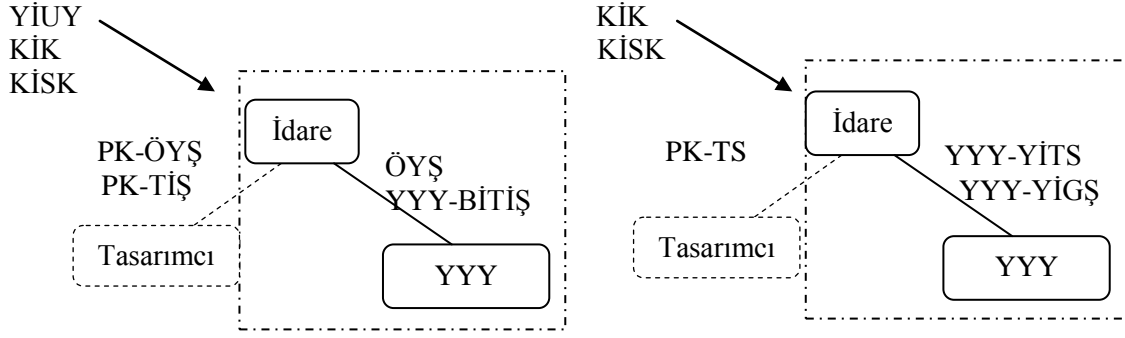 YİUY
KİK
KİSK
İdare
PK-ÖYŞ
PK-TİŞ
ÖYŞ
YYY-BİTİŞ
Tasarımcı
YYY
KİK
KİSK
İdare
PK-TS
YYY-YİTS
YYY-YİGŞ
Tasarımcı
YYY